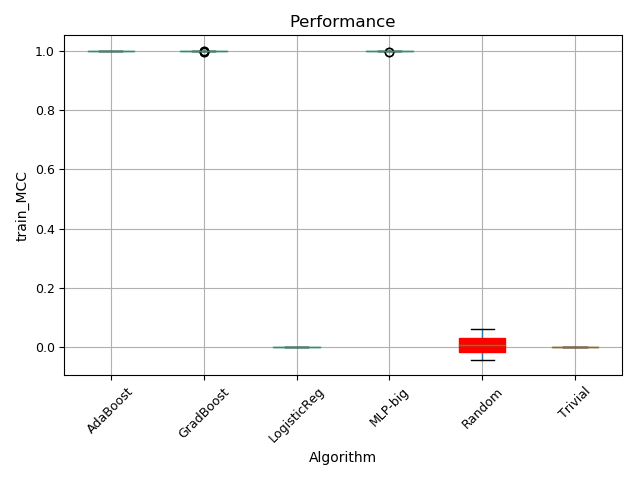 Performance
train_MCC
1.0
0.8
0.6
0.4
0.2
0.0
AdaBoost
GradBoost
LogisticReg
MLP-big
Random
Trivial
Algorithm